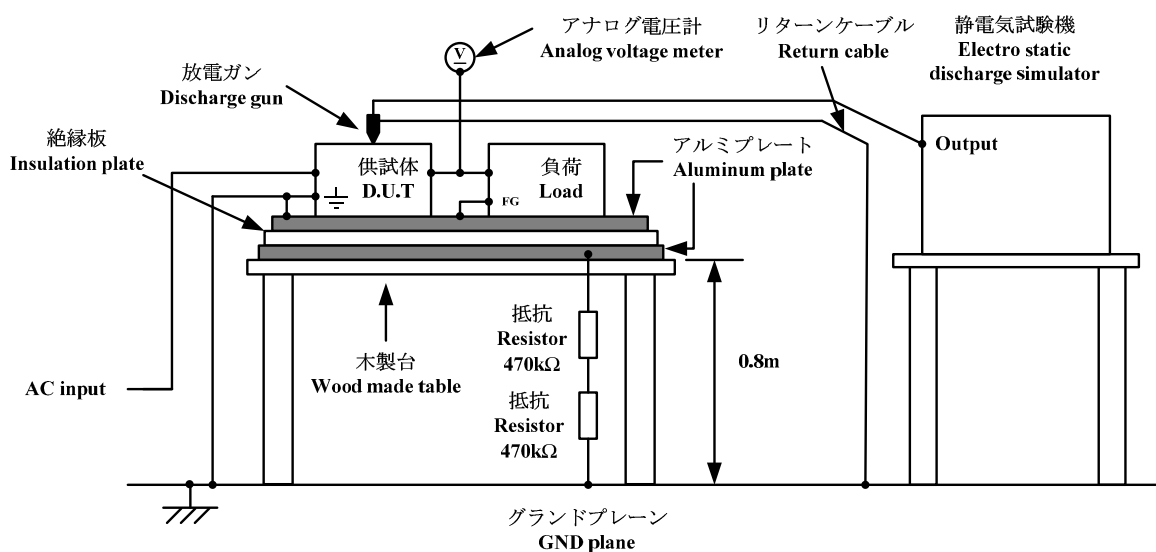 アナログ電圧計
Analog voltage meter
リターンケーブル
Return cable
静電気試験機
Electro static
discharge simulator
V
放電ガン
Discharge gun
絶縁板
Insulation plate
アルミプレート
Aluminum plate
Output
供試体
D.U.T
負荷
Load
FG
抵抗
Resistor
470kΩ
0.8m
木製台
Wood made table
AC input
抵抗
Resistor
470kΩ
グランドプレーン
GND plane